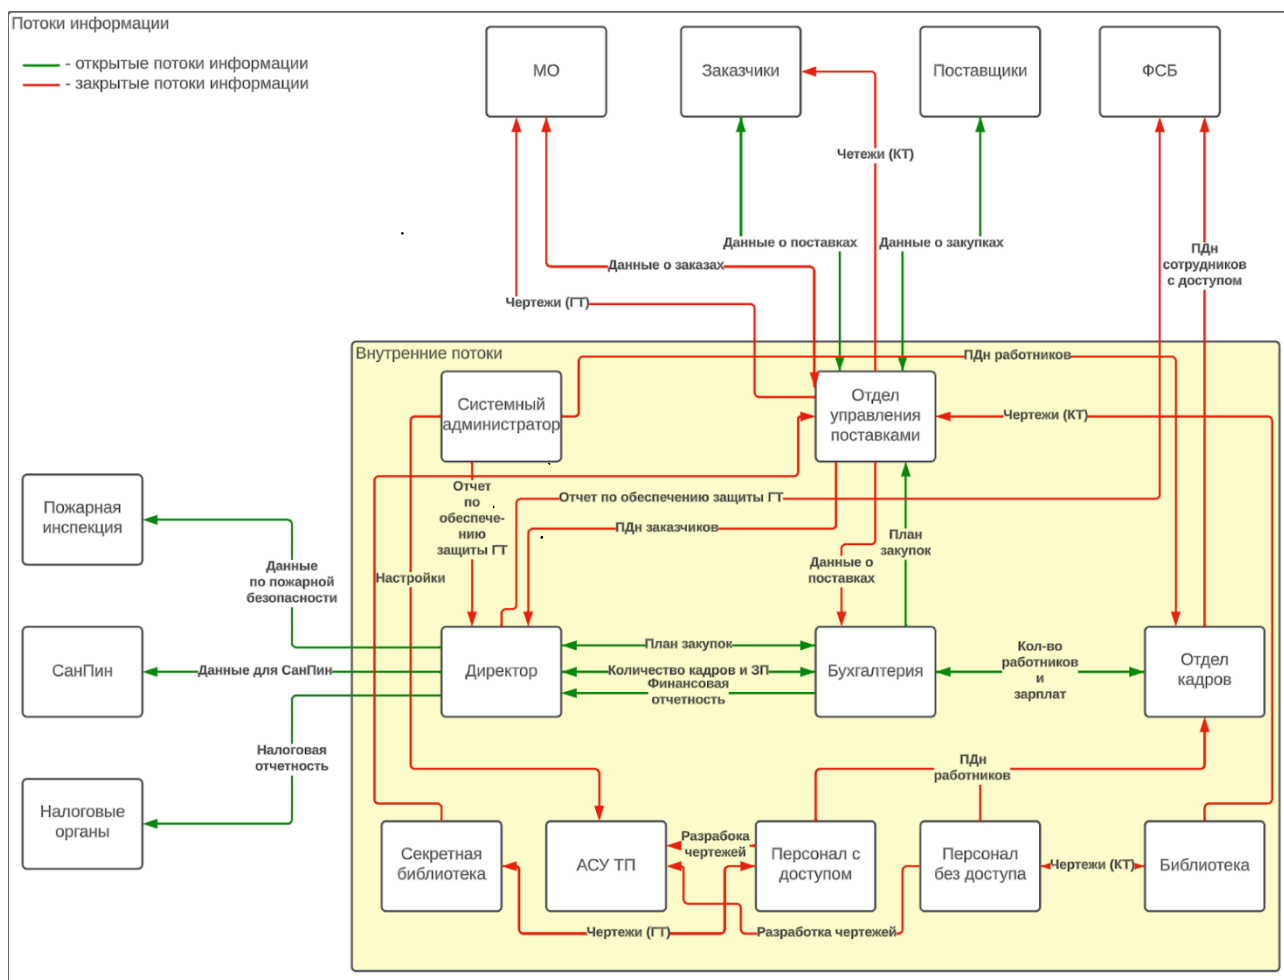 Потоки информации
- открытые потоки информации
- закрытые потоки информации
МО
Заказчики
Поставщики
ФСБ
Четежи (КТ)
Данные о поставках
Данные о закупках
ПДн
сотрудников
с доступом
Данные о заказах
Чертежи (ГТ)
Внутренние потоки
ПДн работников
Системный
администратор
Отдел
управления
поставками
Чертежи (КТ)
Отчет
по
обеспече-
нию
защиты ГТ
Отчет по обеспечению защиты ГТ
ПДн заказчиков
План
закупок
Пожарная
инспекция
Данные
по пожарной
безопасности
Настройки
Данные о
поставках
СанПин
Данные для СанПин
Директор
План закупок
Количество кадров и ЗП
Финансовая
отчетность
Бухгалтерия
Кол-во
работников
и
зарплат
Отдел
кадров
Налоговая
отчетность
Налоговые
органы
ПДн
работников
Секретная
библиотека
АСУ ТП
Разрабока
чертежей
Персонал с
доступом
Персонал
без доступа
Чертежи (КТ)
Библиотека
Чертежи (ГТ)
Разработка чертежей